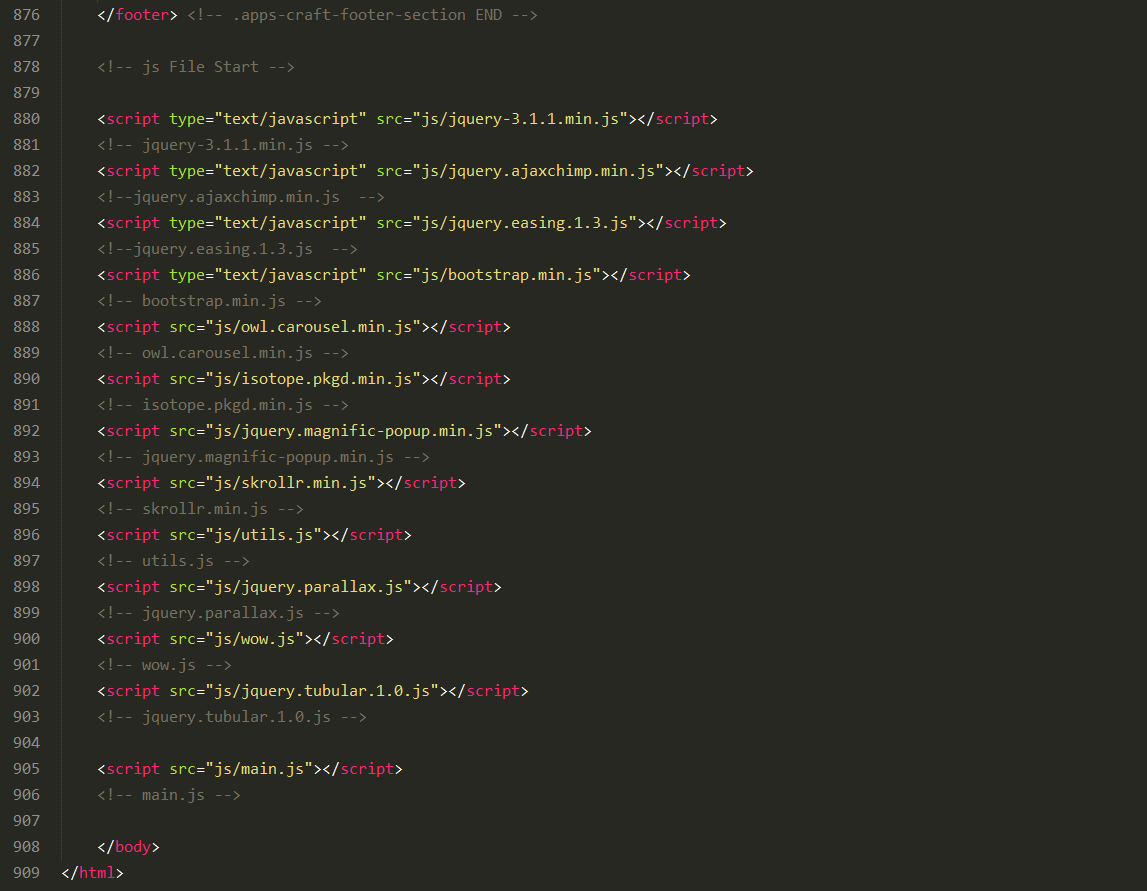 876 </footer> <!-- .apps-craft-footer-section END -->
877
878 <!-- js File Start -->
879
880 <script type="text/javascript" src="js/jquery-3.1.1.min.js"></script>
881 <!-- jquery-3.1.1.min.js -->
882 <script type="text/javascript" src="js/jquery.ajaxchimp.min.js"></script>
883 <!--jquery.ajaxchimp.min.js  -->
884 <script type="text/javascript" src="js/jquery.easing.1.3.js"></script>
885 <!--jquery.easing.1.3.js  -->
886 <script type="text/javascript" src="js/bootstrap.min.js"></script>
887 <!-- bootstrap.min.js -->
888 <script src="js/owl.carousel.min.js"></script>
889 <!-- owl.carousel.min.js -->
890 <script src="js/isotope.pkgd.min.js"></script>
891 <!-- isotope.pkgd.min.js -->
892 <script src="js/jquery.magnific-popup.min.js"></script>
893 <!-- jquery.magnific-popup.min.js -->
894 <script src="js/skrollr.min.js"></script>
895 <!-- skrollr.min.js -->
896 <script src="js/utils.js"></script>
897 <!-- utils.js -->
898 <script src="js/jquery.parallax.js"></script>
899 <!-- jquery.parallax.js -->
900 <script src="js/wow.js"></script>
901 <!-- wow.js -->
902 <script src="js/jquery.tubular.1.0.js"></script>
903 <!-- jquery.tubular.1.0.js -->
904
905 <script src="js/main.js"></script>
906 <!-- main.js -->
907
908 </body>
909 </html>